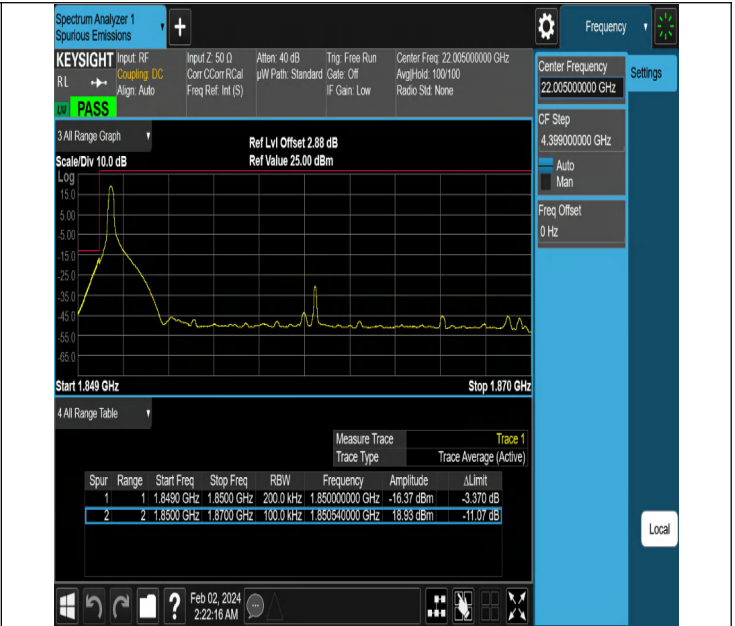 Spectrum Analyzer 1
Spurious Emissions
+
Frequency
KEYSIGHT Input: RF Input Z: 50 Ω Atten: 40 dB Trig: Free Run Center Freq: 22.005000000 GHz
RL Coupling: DC Corr CCorr RCal µW Path: Standard Gate: Off Avg|Hold: 100/100
Align: Auto Freq Ref: Int (S) IF Gain: Low Radio Std: None
PASS
Center Frequency
22.005000000 GHz
Settings
CF Step
4.399000000 GHz
Auto
Man
Freq Offset
0 Hz
3 All Range Graph
Ref Lvl Offset 2.88 dB
Scale/Div 10.0 dB Ref Value 25.00 dBm
Log
15.0
5.00
-5.00
-15.0
-25.0
-35.0
-45.0
-55.0
-65.0
Start 1.849 GHz Stop 1.870 GHz
4 All Range Table
Measure Trace Trace 1
Trace Type Trace Average (Active)
Spur Range Start Freq Stop Freq RBW Frequency Amplitude ΔLimit
1 1 1.8490 GHz 1.8500 GHz 200.0 kHz 1.850000000 GHz -16.37 dBm -3.370 dB
2 2 1.8500 GHz 1.8700 GHz 100.0 kHz 1.850540000 GHz 18.93 dBm -11.07 dB
Local
? Feb 02, 2024
2:22:16 AM